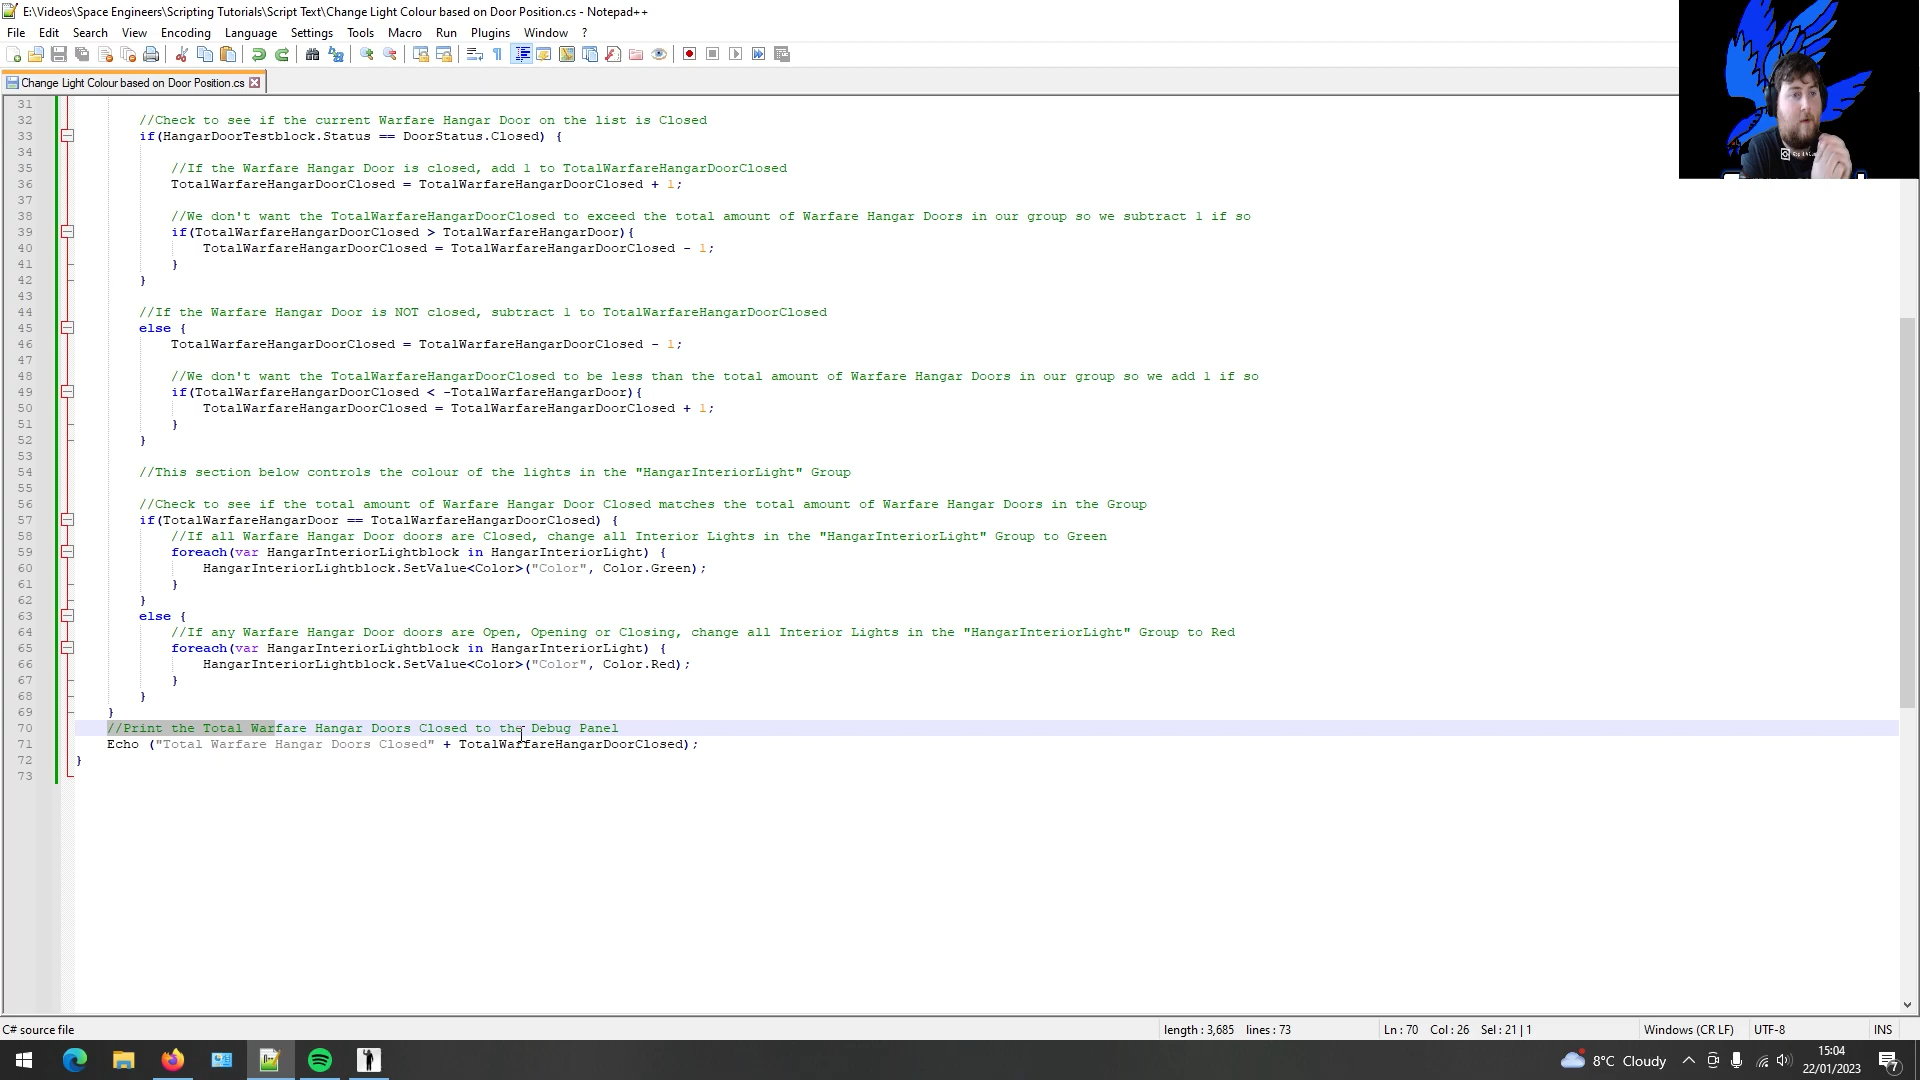 E:\Videos\Space Engineers\Scripting Tutorials\Script Text\Change Light Colour based on Door Position.cs - Notepad++
File Edit Search View Encoding Language Settings Tools Macro Run Plugins Window ?
Change Light Colour based on Door Position.cs
31
32 //Check to see if the current Warfare Hangar Door on the list is Closed
33 if(HangarDoorTestblock.Status == DoorStatus.Closed) {
34
35 //If the Warfare Hangar Door is closed, add 1 to TotalWarfareHangarDoorClosed
36 TotalWarfareHangarDoorClosed = TotalWarfareHangarDoorClosed + 1;
37
38 //We don't want the TotalWarfareHangarDoorClosed to exceed the total amount of Warfare Hangar Doors in our group so we subtract 1 if so
39 if(TotalWarfareHangarDoorClosed > TotalWarfareHangarDoor){
40 TotalWarfareHangarDoorClosed = TotalWarfareHangarDoorClosed - 1;
41 }
42 }
43
44 //If the Warfare Hangar Door is NOT closed, subtract 1 to TotalWarfareHangarDoorClosed
45 else {
46 TotalWarfareHangarDoorClosed = TotalWarfareHangarDoorClosed - 1;
47
48 //We don't want the TotalWarfareHangarDoorClosed to be less than the total amount of Warfare Hangar Doors in our group so we add 1 if so
49 if(TotalWarfareHangarDoorClosed < -TotalWarfareHangarDoor){
50 TotalWarfareHangarDoorClosed = TotalWarfareHangarDoorClosed + 1;
51 }
52 }
53
54 //This section below controls the colour of the lights in the "HangarInteriorLight" Group
55
56 //Check to see if the total amount of Warfare Hangar Door Closed matches the total amount of Warfare Hangar Doors in the Group
57 if(TotalWarfareHangarDoor == TotalWarfareHangarDoorClosed) {
58 //If all Warfare Hangar Door doors are Closed, change all Interior Lights in the "HangarInteriorLight" Group to Green
59 foreach(var HangarInteriorLightblock in HangarInteriorLight) {
60 HangarInteriorLightblock.SetValue<Color>("Color", Color.Green);
61 }
62 }
63 else {
64 //If any Warfare Hangar Door doors are Open, Opening or Closing, change all Interior Lights in the "HangarInteriorLight" Group to Red
65 foreach(var HangarInteriorLightblock in HangarInteriorLight) {
66 HangarInteriorLightblock.SetValue<Color>("Color", Color.Red);
67 }
68 }
69 }
70 //Print the Total Warfare Hangar Doors Closed to the Debug Panel
71 Echo ("Total Warfare Hangar Doors Closed" + TotalWarfareHangarDoorClosed);
72 }
73
C# source file length : 3,685 lines : 73 Ln : 70 Col : 26 Sel : 21 | 1 Windows (CR LF) UTF-8 INS
8°C Cloudy 15:04
22/01/2023
7